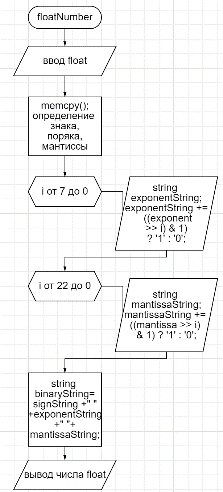 floatNumber
ввод float
memcpy();
определение
знака,
поряка,
мантиссы
i от 7 до 0
string
exponentString;
exponentString +=
((exponent
>> i) & 1)
? '1' : '0';
i от 22 до 0
string
mantissaString;
mantissaString +=
((mantissa >> i)
& 1) ? '1' : '0';
string
binaryString=
signString +" "
+exponentString
+" "+
mantissaString;
вывод числа float